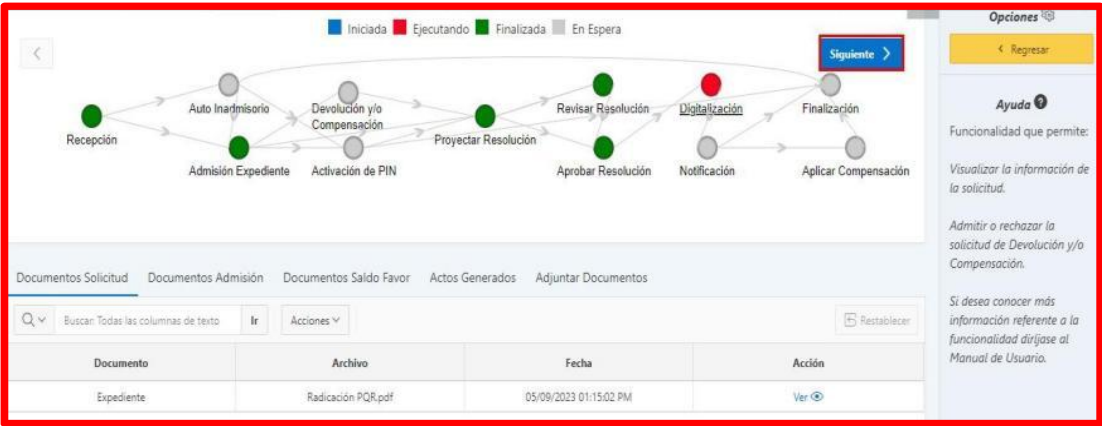 Iniciada Ejecutando Finalizada En Espera
Siguiente
Auto Inadmisorio
Devolución y/o
Compensación
Revisar Resolución
Digitalización
Finalización
Recepción
Proyectar Resolución
Admisión Expediente
Activación de PIN
Aprobar Resolución
Notificación
Aplicar Compensación
Documentos Solicitud Documentos Admisión Documentos Saldo Favor Actos Generados Adjuntar Documentos
Buscar: Todas las columnas de texto Ir Acciones Restablecer
Documento Archivo Fecha Acción
Expediente Radicación PQR.pdf 05/09/2023 01:15:02 PM Ver
Opciones
Regresar
Ayuda
Funcionalidad que permite:
Visualizar la información de
la solicitud.
Admitir o rechazar la
solicitud de Devolución y/o
Compensación.
Si desea conocer más
información referente a la
funcionalidad diríjase al
Manual de Usuario.